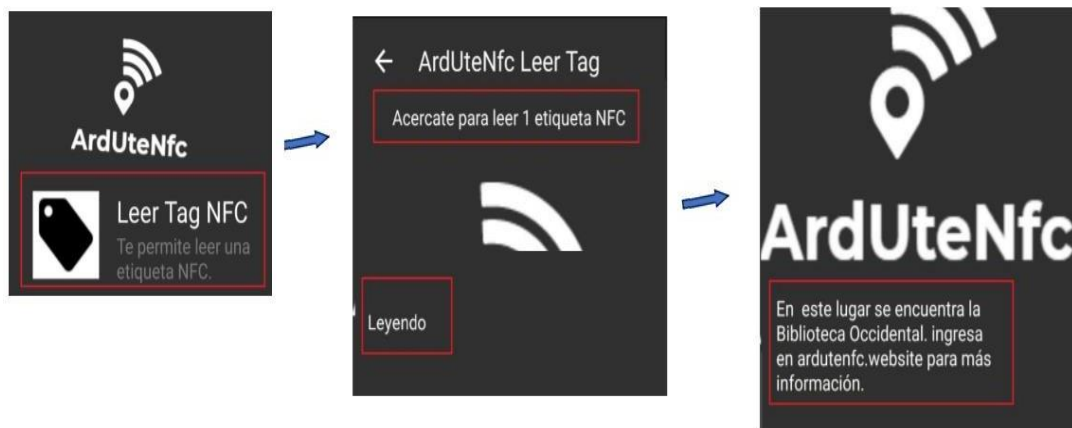 ArdUteNfc
Leer Tag NFC
Te permite leer una
etiqueta NFC.
ArdUteNfc Leer Tag
Acercate para leer 1 etiqueta NFC
Leyendo
ArdUteNfc
En este lugar se encuentra la
Biblioteca Occidental. ingresa
en ardutenfc.website para más
información.